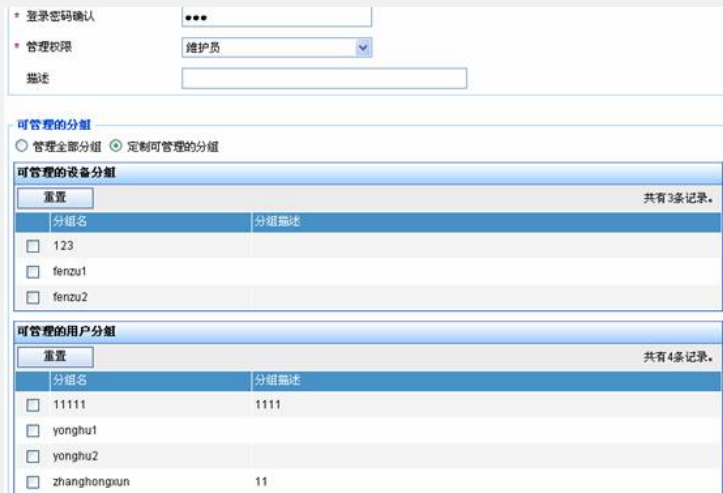 * 登录密码确认 ●●●
* 管理权限 维护员
描述
可管理的分组
管理全部分组 定制可管理的分组
可管理的设备分组
重置 共有3条记录。
分组名 分组描述
123
fenzu1
fenzu2
可管理的用户分组
重置 共有4条记录。
分组名 分组描述
11111 1111
yonghu1
yonghu2
zhanghongxun 11